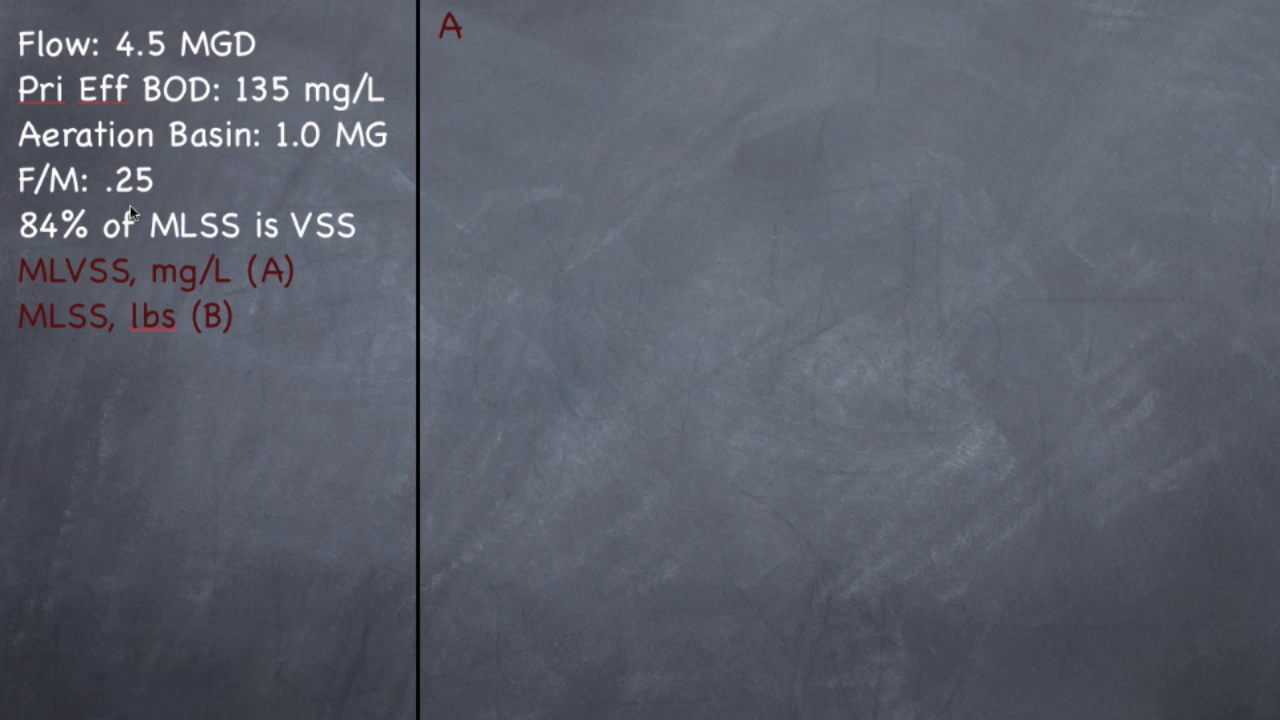 Flow: 4.5 MGD
Pri Eff BOD: 135 mg/L
Aeration Basin: 1.0 MG
F/M: .25
84% of MLSS is VSS
MLVSS, mg/L (A)
MLSS, lbs (B)
A